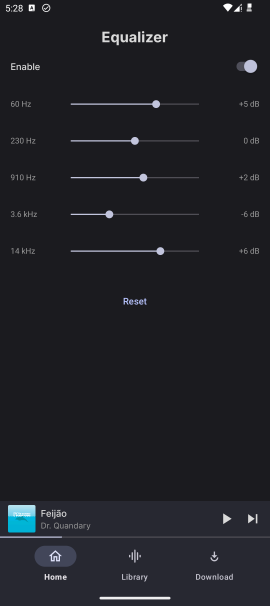 5:28
Equalizer
Enable
60 Hz +5 dB
230 Hz 0 dB
910 Hz +2 dB
3.6 kHz -6 dB
14 kHz +6 dB
Reset
Feijão
Dr. Quandary
Home Library Download